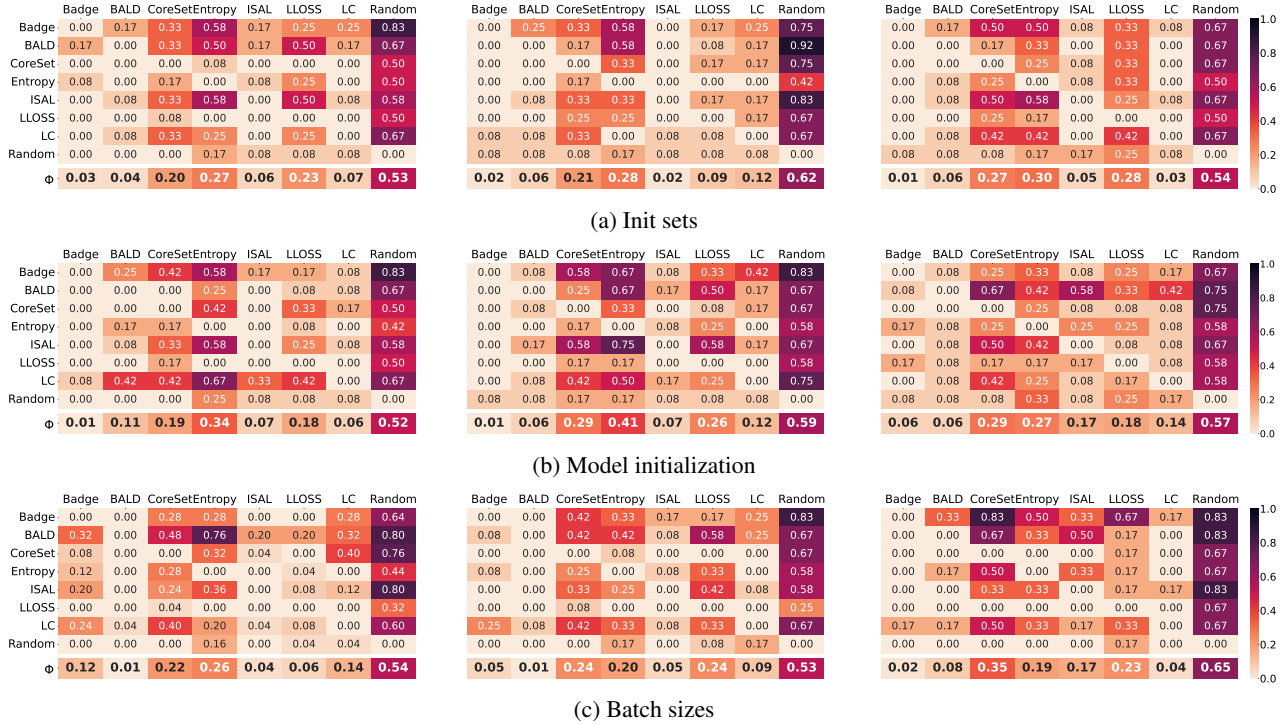 Badge BALD CoreSet Entropy ISAL LLOSS LC Random Badge BALD CoreSet Entropy ISAL LLOSS LC Random Badge BALD CoreSet Entropy ISAL LLOSS LC Random
Badge 0.00 0.17 0.33 0.58 0.17 0.25 0.25 0.83 0.00 0.25 0.33 0.58 0.00 0.08 0.25 0.75 0.00 0.17 0.50 0.50 0.08 0.33 0.08 0.67 1.0
BALD 0.17 0.00 0.33 0.50 0.17 0.50 0.17 0.67 0.00 0.00 0.17 0.58 0.00 0.08 0.17 0.92 0.00 0.00 0.17 0.33 0.08 0.33 0.00 0.67
CoreSet 0.00 0.00 0.00 0.08 0.00 0.00 0.00 0.50 0.00 0.00 0.00 0.33 0.00 0.17 0.17 0.75 0.00 0.00 0.00 0.25 0.08 0.33 0.00 0.67 0.8
Entropy 0.08 0.00 0.17 0.00 0.08 0.25 0.00 0.50 0.00 0.00 0.17 0.00 0.00 0.00 0.00 0.42 0.00 0.08 0.25 0.00 0.08 0.33 0.00 0.50 0.6
ISAL 0.00 0.08 0.33 0.58 0.00 0.50 0.08 0.58 0.00 0.08 0.33 0.33 0.00 0.17 0.17 0.83 0.00 0.08 0.50 0.58 0.00 0.25 0.08 0.67
LLOSS 0.00 0.00 0.08 0.00 0.00 0.00 0.00 0.50 0.00 0.00 0.25 0.25 0.00 0.00 0.17 0.75 0.00 0.00 0.25 0.17 0.00 0.00 0.00 0.67 0.4
LC 0.00 0.08 0.33 0.25 0.00 0.25 0.00 0.67 0.08 0.08 0.33 0.00 0.08 0.08 0.00 0.67 0.00 0.08 0.42 0.42 0.00 0.42 0.00 0.67
Random 0.00 0.00 0.00 0.17 0.08 0.08 0.08 0.00 0.08 0.08 0.08 0.17 0.08 0.08 0.08 0.00 0.08 0.08 0.08 0.08 0.17 0.25 0.08 0.00 0.2
Φ 0.03 0.04 0.20 0.27 0.06 0.23 0.07 0.53 0.02 0.06 0.21 0.28 0.02 0.09 0.12 0.62 0.01 0.06 0.27 0.30 0.05 0.28 0.03 0.54 0.0
(a) Init sets
Badge BALD CoreSet Entropy ISAL LLOSS LC Random Badge BALD CoreSet Entropy ISAL LLOSS LC Random Badge BALD CoreSet Entropy ISAL LLOSS LC Random
Badge 0.00 0.25 0.42 0.58 0.17 0.17 0.08 0.83 0.00 0.08 0.58 0.67 0.08 0.33 0.42 0.83 0.00 0.08 0.25 0.33 0.08 0.25 0.17 0.67 1.0
BALD 0.00 0.00 0.00 0.25 0.00 0.08 0.08 0.67 0.00 0.00 0.25 0.67 0.17 0.50 0.17 0.67 0.08 0.00 0.67 0.42 0.58 0.33 0.42 0.75
CoreSet 0.00 0.00 0.00 0.42 0.00 0.33 0.17 0.50 0.00 0.00 0.00 0.33 0.00 0.08 0.00 0.67 0.00 0.00 0.00 0.25 0.08 0.08 0.08 0.75 0.8
Entropy 0.00 0.17 0.17 0.00 0.00 0.08 0.00 0.42 0.00 0.00 0.17 0.00 0.08 0.25 0.00 0.58 0.17 0.08 0.25 0.00 0.25 0.25 0.08 0.58 0.6
ISAL 0.00 0.08 0.33 0.58 0.00 0.25 0.08 0.58 0.00 0.17 0.58 0.75 0.00 0.58 0.17 0.67 0.00 0.08 0.50 0.42 0.00 0.08 0.08 0.67
LLOSS 0.00 0.00 0.17 0.00 0.00 0.00 0.00 0.50 0.00 0.00 0.17 0.17 0.00 0.00 0.00 0.58 0.17 0.08 0.17 0.17 0.17 0.00 0.08 0.58 0.4
LC 0.08 0.42 0.42 0.67 0.33 0.42 0.00 0.67 0.00 0.08 0.42 0.50 0.17 0.25 0.00 0.75 0.00 0.08 0.42 0.25 0.08 0.17 0.00 0.58
Random 0.00 0.00 0.00 0.25 0.08 0.08 0.08 0.00 0.08 0.08 0.17 0.17 0.08 0.08 0.08 0.00 0.08 0.08 0.08 0.33 0.08 0.25 0.17 0.00 0.2
Φ 0.01 0.11 0.19 0.34 0.07 0.18 0.06 0.52 0.01 0.06 0.29 0.41 0.07 0.26 0.12 0.59 0.06 0.06 0.29 0.27 0.17 0.18 0.14 0.57 0.0
(b) Model initialization
Badge BALD CoreSet Entropy ISAL LLOSS LC Random Badge BALD CoreSet Entropy ISAL LLOSS LC Random Badge BALD CoreSet Entropy ISAL LLOSS LC Random
Badge 0.00 0.00 0.28 0.28 0.00 0.00 0.28 0.64 0.00 0.00 0.42 0.33 0.17 0.17 0.25 0.83 0.00 0.33 0.83 0.50 0.33 0.67 0.17 0.83 1.0
BALD 0.32 0.00 0.48 0.76 0.20 0.20 0.32 0.80 0.08 0.00 0.42 0.42 0.08 0.58 0.25 0.67 0.00 0.00 0.67 0.33 0.50 0.17 0.00 0.83
CoreSet 0.08 0.00 0.00 0.32 0.04 0.00 0.40 0.76 0.00 0.00 0.00 0.08 0.00 0.00 0.00 0.67 0.00 0.00 0.00 0.00 0.00 0.17 0.00 0.67 0.8
Entropy 0.12 0.00 0.28 0.00 0.00 0.04 0.00 0.44 0.08 0.00 0.25 0.00 0.08 0.33 0.00 0.58 0.00 0.17 0.50 0.00 0.33 0.17 0.00 0.67 0.6
ISAL 0.20 0.00 0.24 0.36 0.00 0.08 0.12 0.80 0.00 0.00 0.33 0.25 0.00 0.42 0.08 0.58 0.00 0.00 0.33 0.33 0.00 0.17 0.17 0.83
LLOSS 0.00 0.00 0.04 0.00 0.00 0.00 0.00 0.32 0.00 0.00 0.08 0.00 0.00 0.00 0.00 0.25 0.00 0.00 0.00 0.00 0.00 0.00 0.00 0.67 0.4
LC 0.24 0.04 0.40 0.20 0.04 0.08 0.00 0.60 0.25 0.08 0.42 0.33 0.08 0.33 0.00 0.67 0.17 0.17 0.50 0.33 0.17 0.33 0.00 0.67
Random 0.00 0.00 0.00 0.16 0.00 0.04 0.04 0.00 0.00 0.00 0.00 0.17 0.00 0.08 0.17 0.00 0.00 0.00 0.00 0.00 0.00 0.17 0.00 0.00 0.2
Φ 0.12 0.01 0.22 0.26 0.04 0.06 0.14 0.54 0.05 0.01 0.24 0.20 0.05 0.24 0.09 0.53 0.02 0.08 0.35 0.19 0.17 0.23 0.04 0.65 0.0
(c) Batch sizes